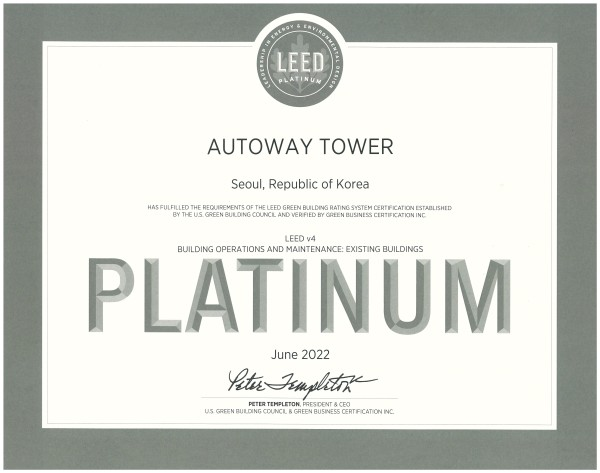 LEADERSHIP IN ENERGY & ENVIRONMENTAL DESIGN
LEED
PLATINUM
AUTOWAY TOWER
Seoul, Republic of Korea
HAS FULFILLED THE REQUIREMENTS OF THE LEED GREEN BUILDING RATING SYSTEM CERTIFICATION ESTABLISHED
BY THE U.S. GREEN BUILDING COUNCIL AND VERIFIED BY GREEN BUSINESS CERTIFICATION INC.
LEED v4
BUILDING OPERATIONS AND MAINTENANCE: EXISTING BUILDINGS
PLATINUM
June 2022
Peter Templeton
PETER TEMPLETON, PRESIDENT & CEO
U.S. GREEN BUILDING COUNCIL & GREEN BUSINESS CERTIFICATION INC.